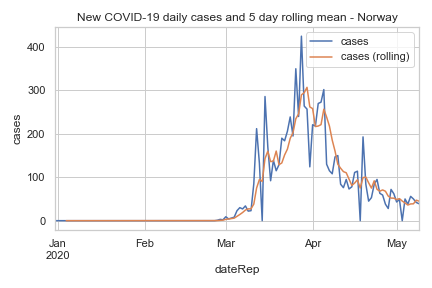 New COVID-19 daily cases and 5 day rolling mean - Norway
cases
cases (rolling)
400
300
200
100
0
cases
Jan
2020
Feb
Mar
Apr
May
dateRep